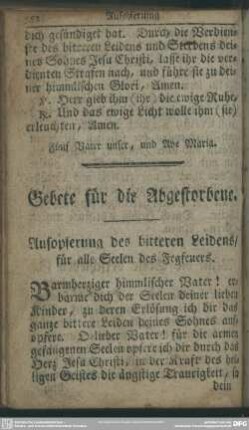 Aufopferung
dich gesündiget hat. Durch die Verdien-
ste des bitteren Leidens und Sterbens dei-
nes Sohnes Jesu Christi, lasse ihr die ver-
dienten Strafen nach, und führe sie zu dei-
ner himmlischen Glori, Amen.
℣. Herr gieb ihm (ihr) die ewige Ruhe,
℟. Und das ewige Licht wolle ihm (sie)
erleuchten, Amen.
Fünf Vater unser, und Ave Maria.
Gebete für die Abgestorbene.
Aufopferung des bitteren Leidens/
für alle Seelen des Fegfeuers.
Barmherziger himmlischer Vater! er-
barme dich der Seelen deiner lieben
Kinder, zu deren Erlösung ich dir das
ganze bittere Leiden deines Sohnes auf-
opfere. O lieber Vater! für die armen
gefangenen Seelen opfere ich dir durch das
Herz Jesu Christi, in der Kraft des hei-
ligen Geistes die ängstige Traurigkeit, so
dein